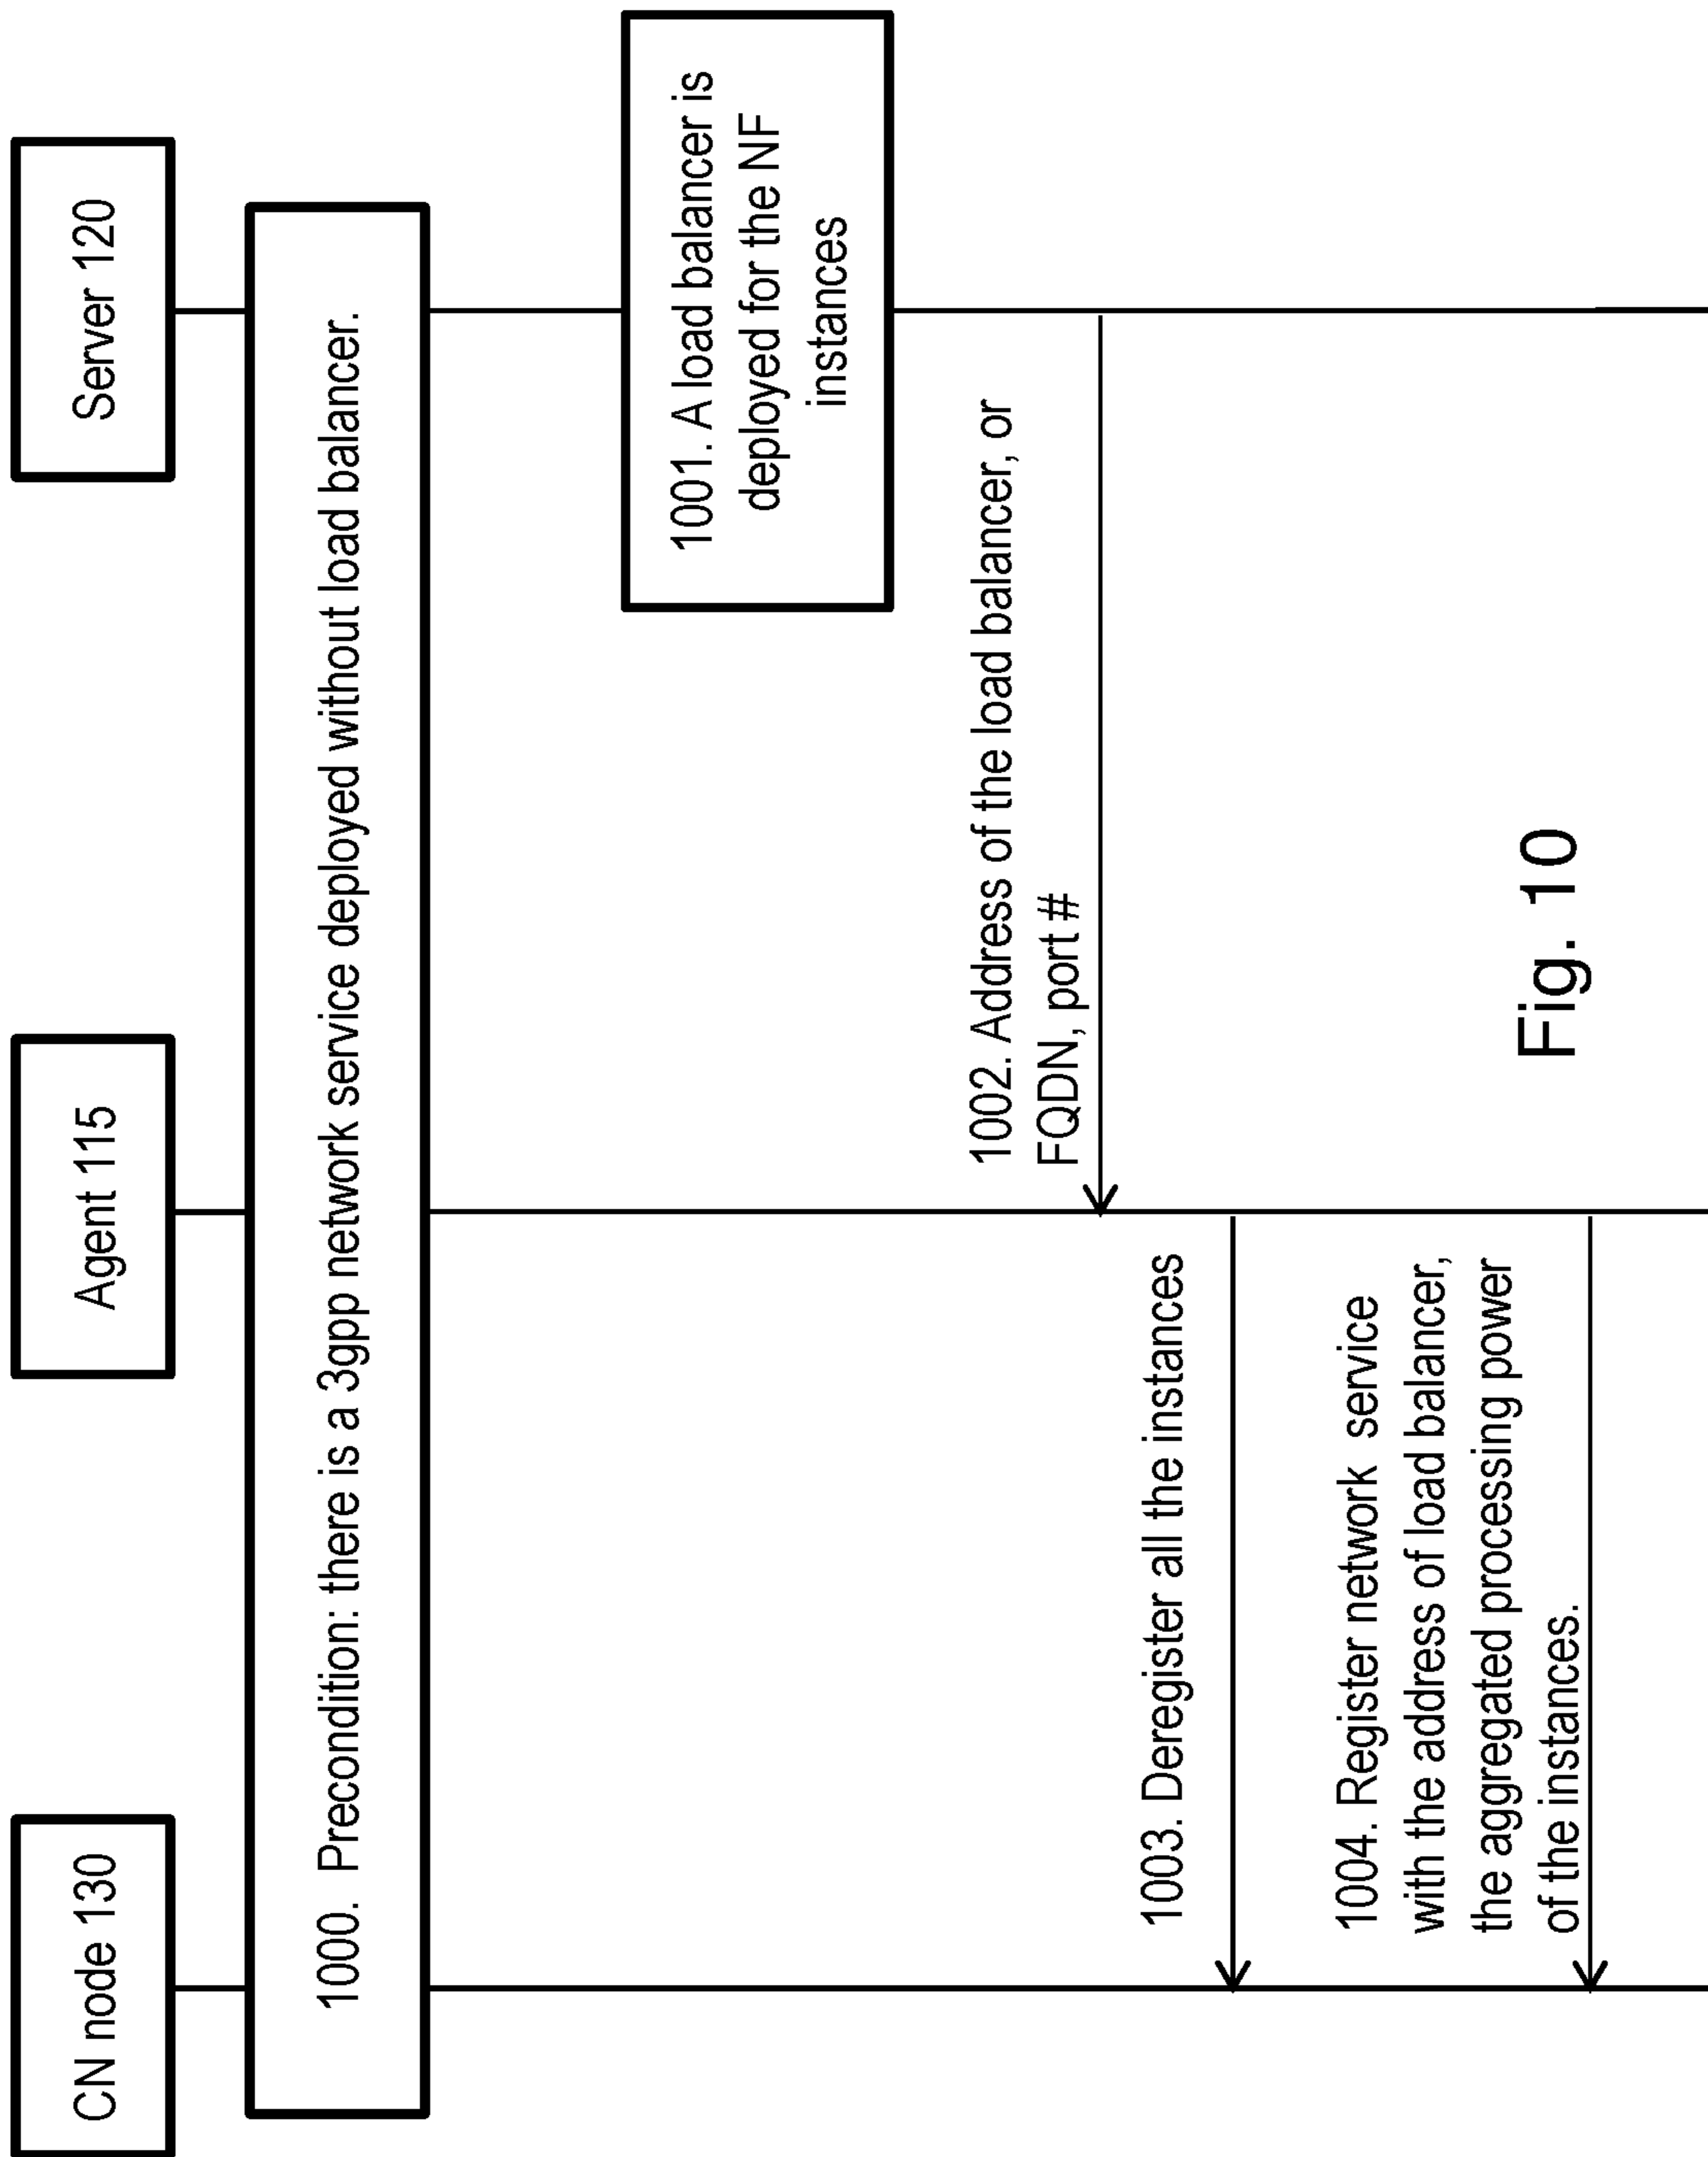 CN node 130
Agent 115
Server 120
1000.  Precondition: there is a 3gpp network service deployed without load balancer.
1001. A load balancer is
deployed for the NF
instances
1002. Address of the load balancer, or
FQDN, port #
1003. Deregister all the instances
1004. Register network  service
with the address of load balancer,
the aggregated processing power
of the instances.
Fig. 10